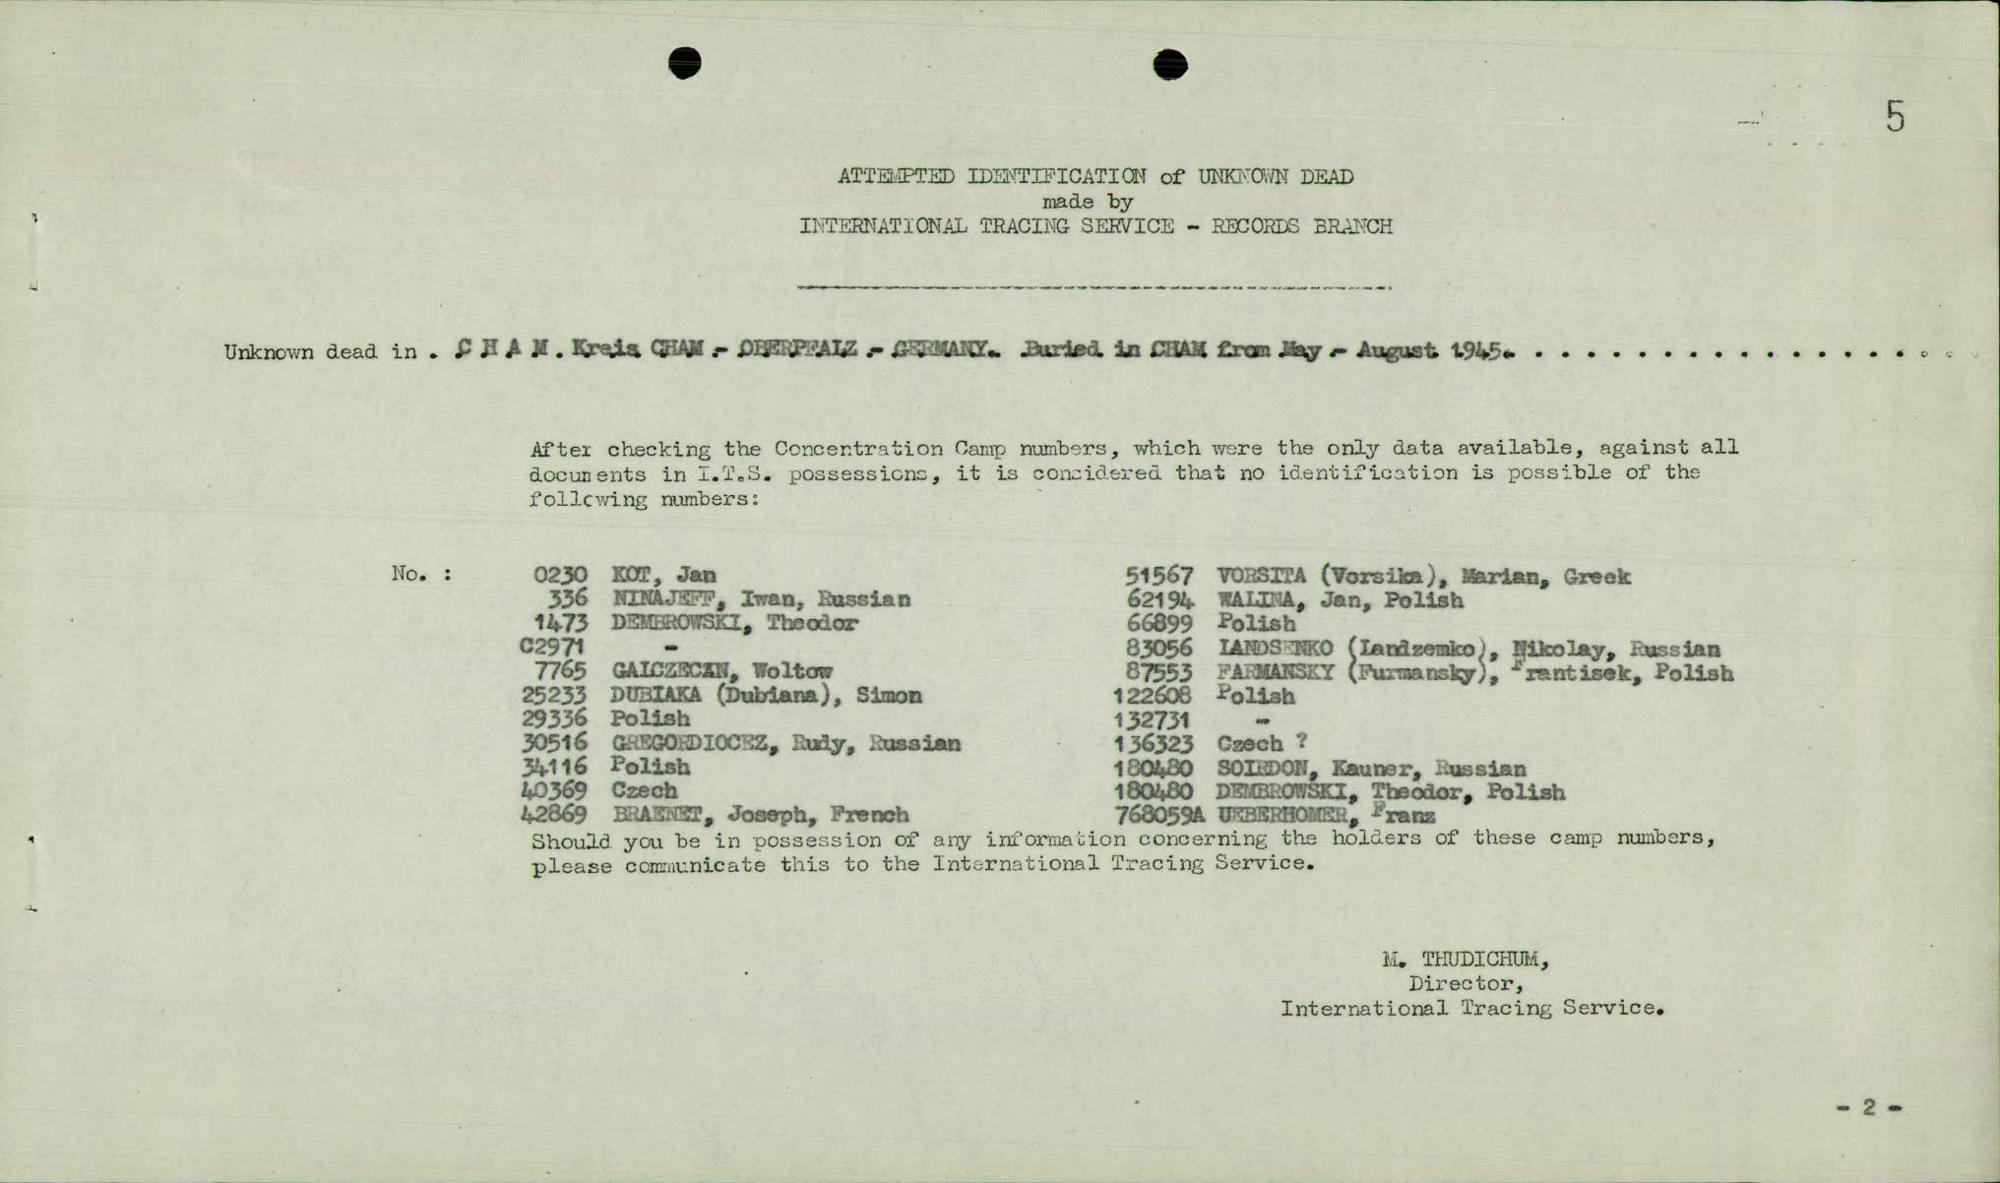 5
ATTEMPTED IDENTIFICATION of UNKNOWN DEAD
made by
INTERNATIONAL TRACING SERVICE - RECORDS BRANCH
Unknown dead in . C H A M . Kreis CHAM - OBERPFALZ - GERMANY. Buried in CHAM from May - August 1945. . . . . . . . . . . . . . . . . .
After checking the Concentration Camp numbers, which were the only data available, against all
documents in I.T.S. possessions, it is considered that no identification is possible of the
following numbers:
No. :
0230 KOT, Jan
336 NINAJEFF, Iwan, Russian
1473 DEMBROWSKI, Theodor
C2971 -
7765 GALCZECAN, Woltow
25233 DUBIAKA (Dubiana), Simon
29336 Polish
30516 GREGORDIOCEZ, Rudy, Russian
34116 Polish
40369 Czech
42869 BRAENET, Joseph, French
51567 VORSITA (Vorsika), Marian, Greek
62194 WALINA, Jan, Polish
66899 Polish
83056 LANDSENKO (Landzemko), Nikolay, Russian
87553 FARMANSKY (Furmansky), Frantisek, Polish
122608 Polish
132731 -
136323 Czech ?
180480 Kauner, Russian
180480 DEMBROWSKI, Theodor, Polish
768059A UEBERHOMER, Franz
Should you be in possession of any information concerning the holders of these camp numbers,
please communicate this to the International Tracing Service.
M. THUDICHUM,
Director,
International Tracing Service.
- 2 -